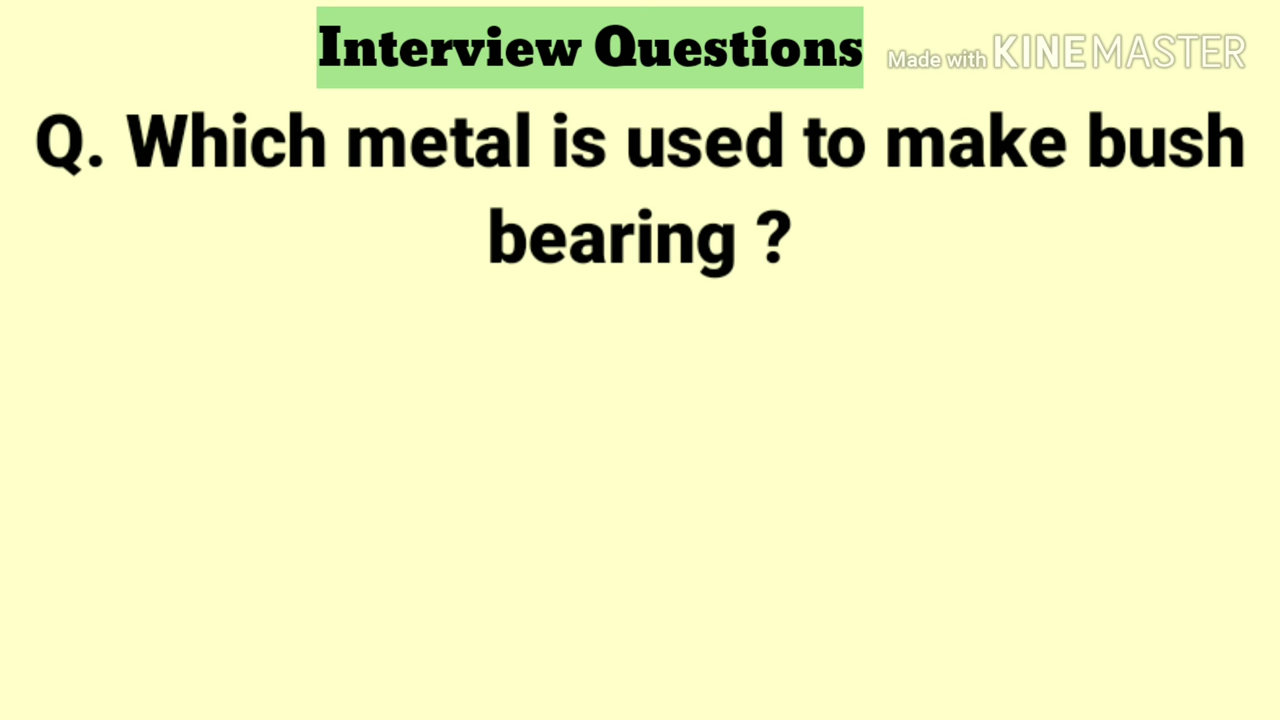 Interview Questions
Made with KINEMASTER
Q. Which metal is used to make bush
bearing ?